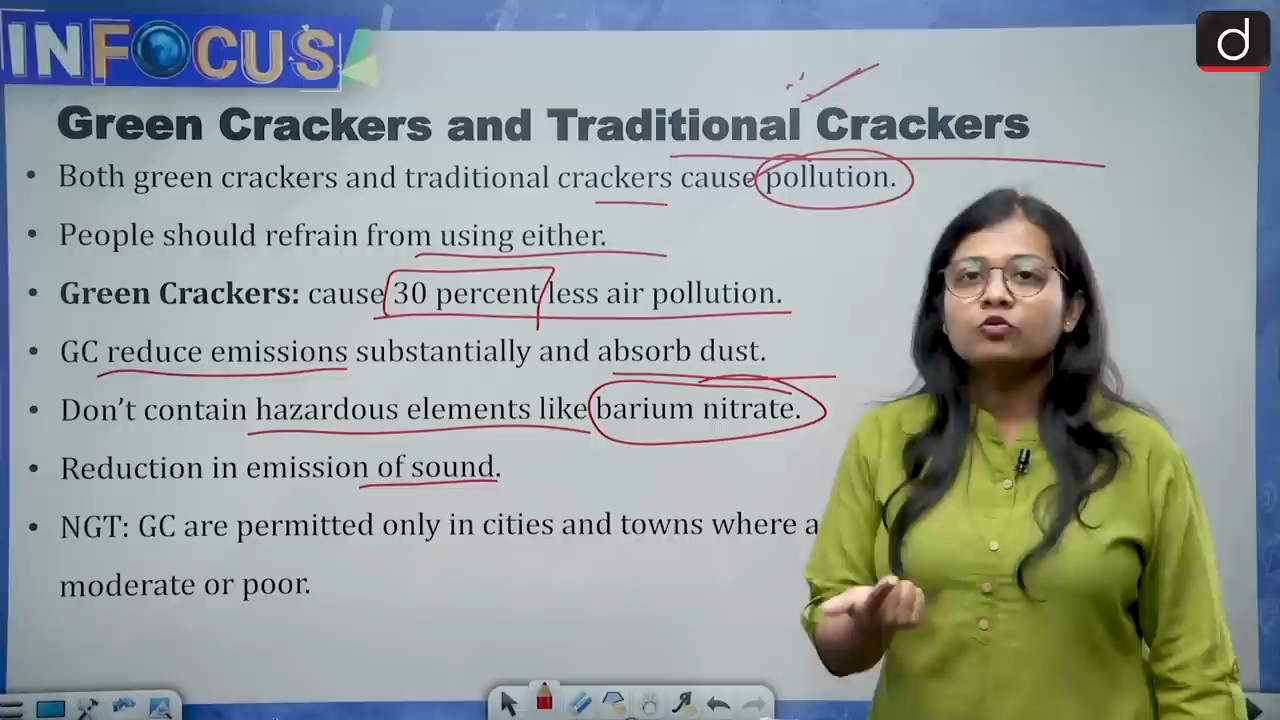 INFOCUS
d
Green Crackers and Traditional Crackers
• Both green crackers and traditional crackers cause pollution.
• People should refrain from using either.
• Green Crackers: cause 30 percent less air pollution.
• GC reduce emissions substantially and absorb dust.
• Don't contain hazardous elements like barium nitrate.
• Reduction in emission of sound.
• NGT: GC are permitted only in cities and towns where a
moderate or poor.